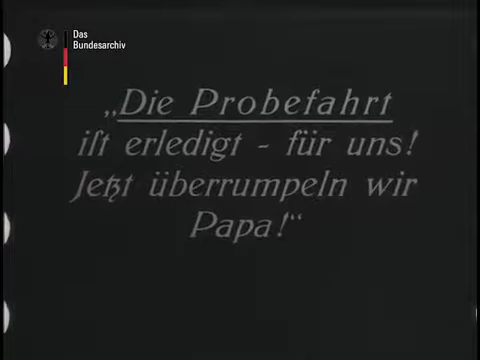 Das
Bundesarchiv
„Die Probefahrt
iſt erledigt - für uns!
Jetzt überrumpeln wir
Papa!“